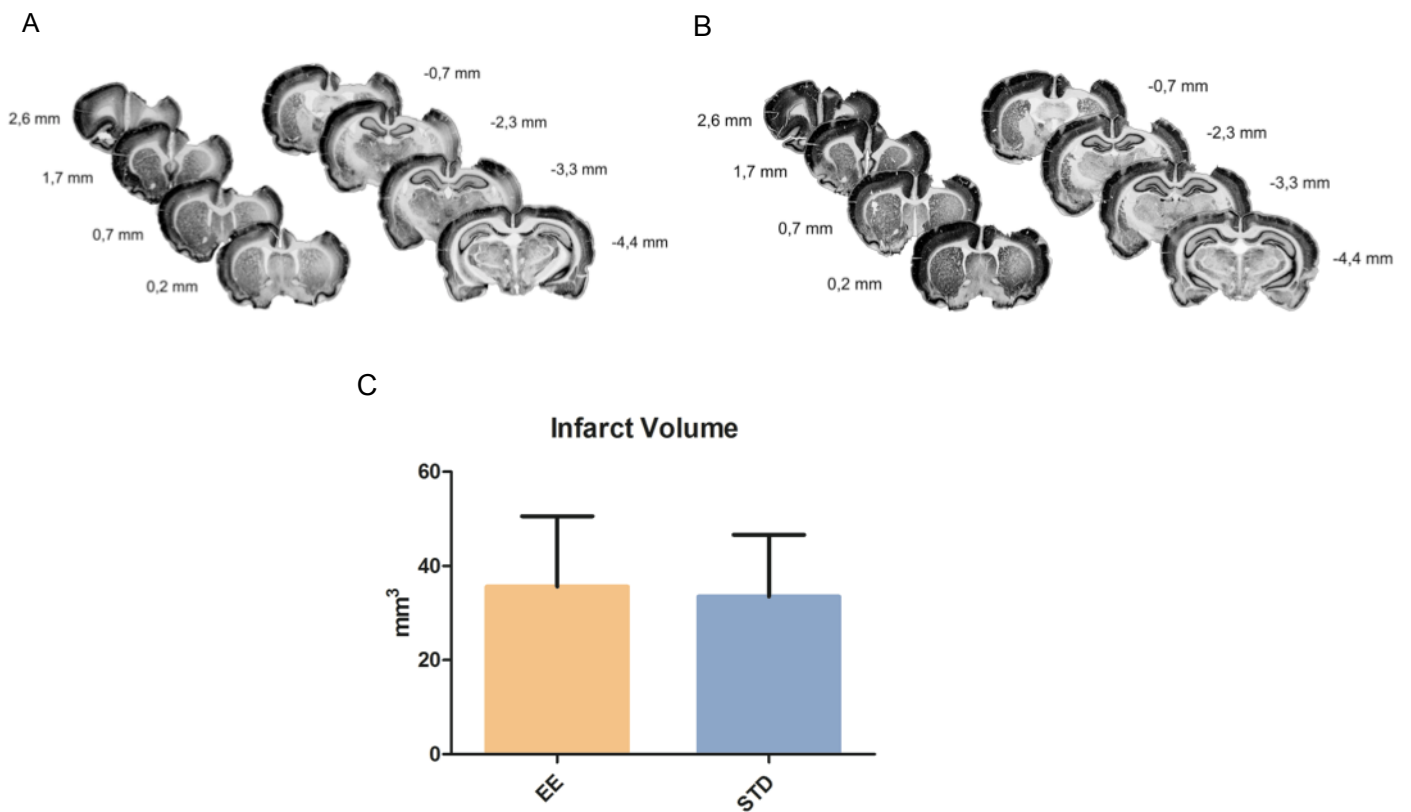 A
2,6 mm
1,7 mm
0,7 mm
0,2 mm
-0,7 mm
-2,3 mm
-3,3 mm
-4,4 mm
B
2,6 mm
1,7 mm
0,7 mm
0,2 mm
-0,7 mm
-2,3 mm
-3,3 mm
-4,4 mm
C
Infarct Volume
mm³
60
40
20
0
EE
STD